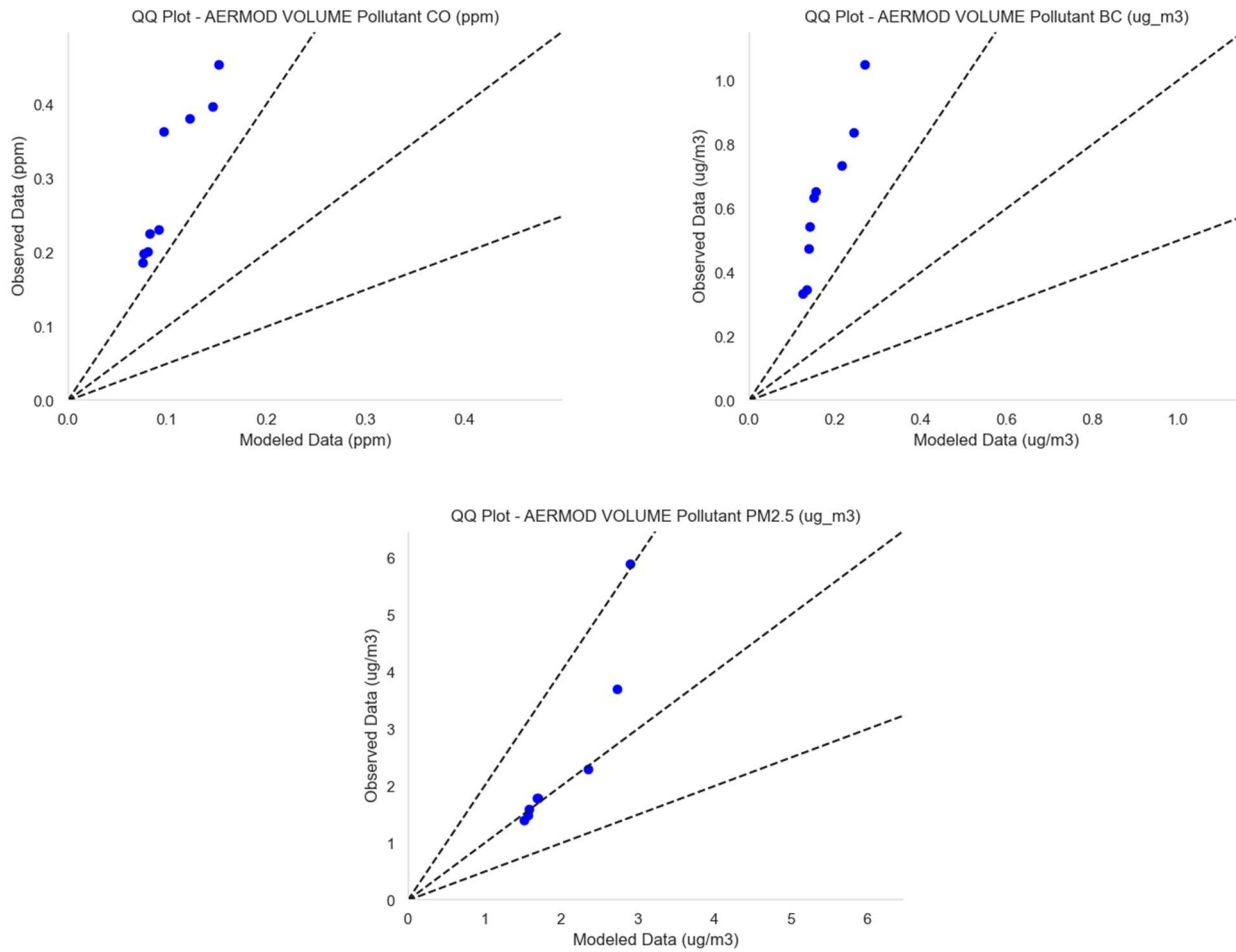 QQ Plot - AERMOD VOLUME Pollutant CO (ppm)
Observed Data (ppm)
0.4
0.3
0.2
0.1
0.0
0.0 0.1 0.2 0.3 0.4
Modeled Data (ppm)
QQ Plot - AERMOD VOLUME Pollutant BC (ug_m3)
Observed Data (ug/m3)
1.0
0.8
0.6
0.4
0.2
0.0
0.0 0.2 0.4 0.6 0.8 1.0
Modeled Data (ug/m3)
QQ Plot - AERMOD VOLUME Pollutant PM2.5 (ug_m3)
Observed Data (ug/m3)
6
5
4
3
2
1
0
0 1 2 3 4 5 6
Modeled Data (ug/m3)